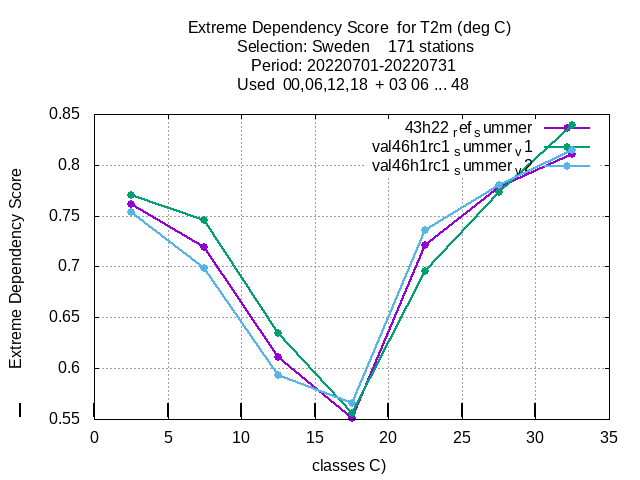 Extreme Dependency Score  for T2m (deg C)
Selection: Sweden    171 stations
Period: 20220701-20220731
Used  00,06,12,18  + 03 06 ... 48
0.85
0.8
0.75
0.7
0.65
0.6
0.55
Extreme Dependency Score
43h22 ref summer
val46h1rc1 summer v1
val46h1rc1 summer v2
0 5 10 15 20 25 30 35
classes C)